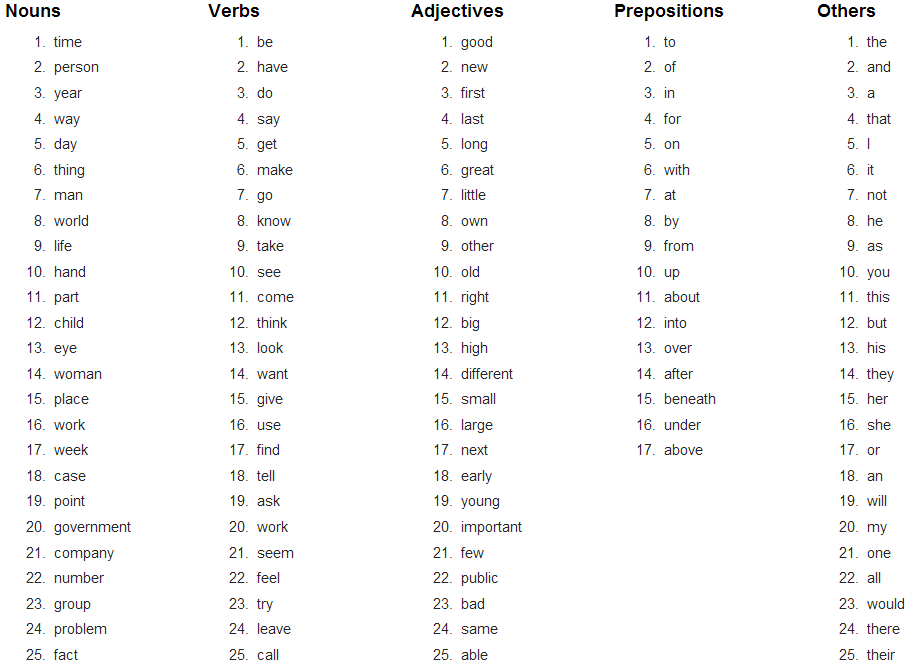 Nouns
1. time
2. person
3. year
4. way
5. day
6. thing
7. man
8. world
9. life
10. hand
11. part
12. child
13. eye
14. woman
15. place
16. work
17. week
18. case
19. point
20. government
21. company
22. number
23. group
24. problem
25. fact
Verbs
1. be
2. have
3. do
4. say
5. get
6. make
7. go
8. know
9. take
10. see
11. come
12. think
13. look
14. want
15. give
16. use
17. find
18. tell
19. ask
20. work
21. seem
22. feel
23. try
24. leave
25. call
Adjectives
1. good
2. new
3. first
4. last
5. long
6. great
7. little
8. own
9. other
10. old
11. right
12. big
13. high
14. different
15. small
16. large
17. next
18. early
19. young
20. important
21. few
22. public
23. bad
24. same
25. able
Prepositions
1. to
2. of
3. in
4. for
5. on
6. with
7. at
8. by
9. from
10. up
11. about
12. into
13. over
14. after
15. beneath
16. under
17. above
Others
1. the
2. and
3. a
4. that
5. I
6. it
7. not
8. he
9. as
10. you
11. this
12. but
13. his
14. they
15. her
16. she
17. or
18. an
19. will
20. my
21. one
22. all
23. would
24. there
25. their